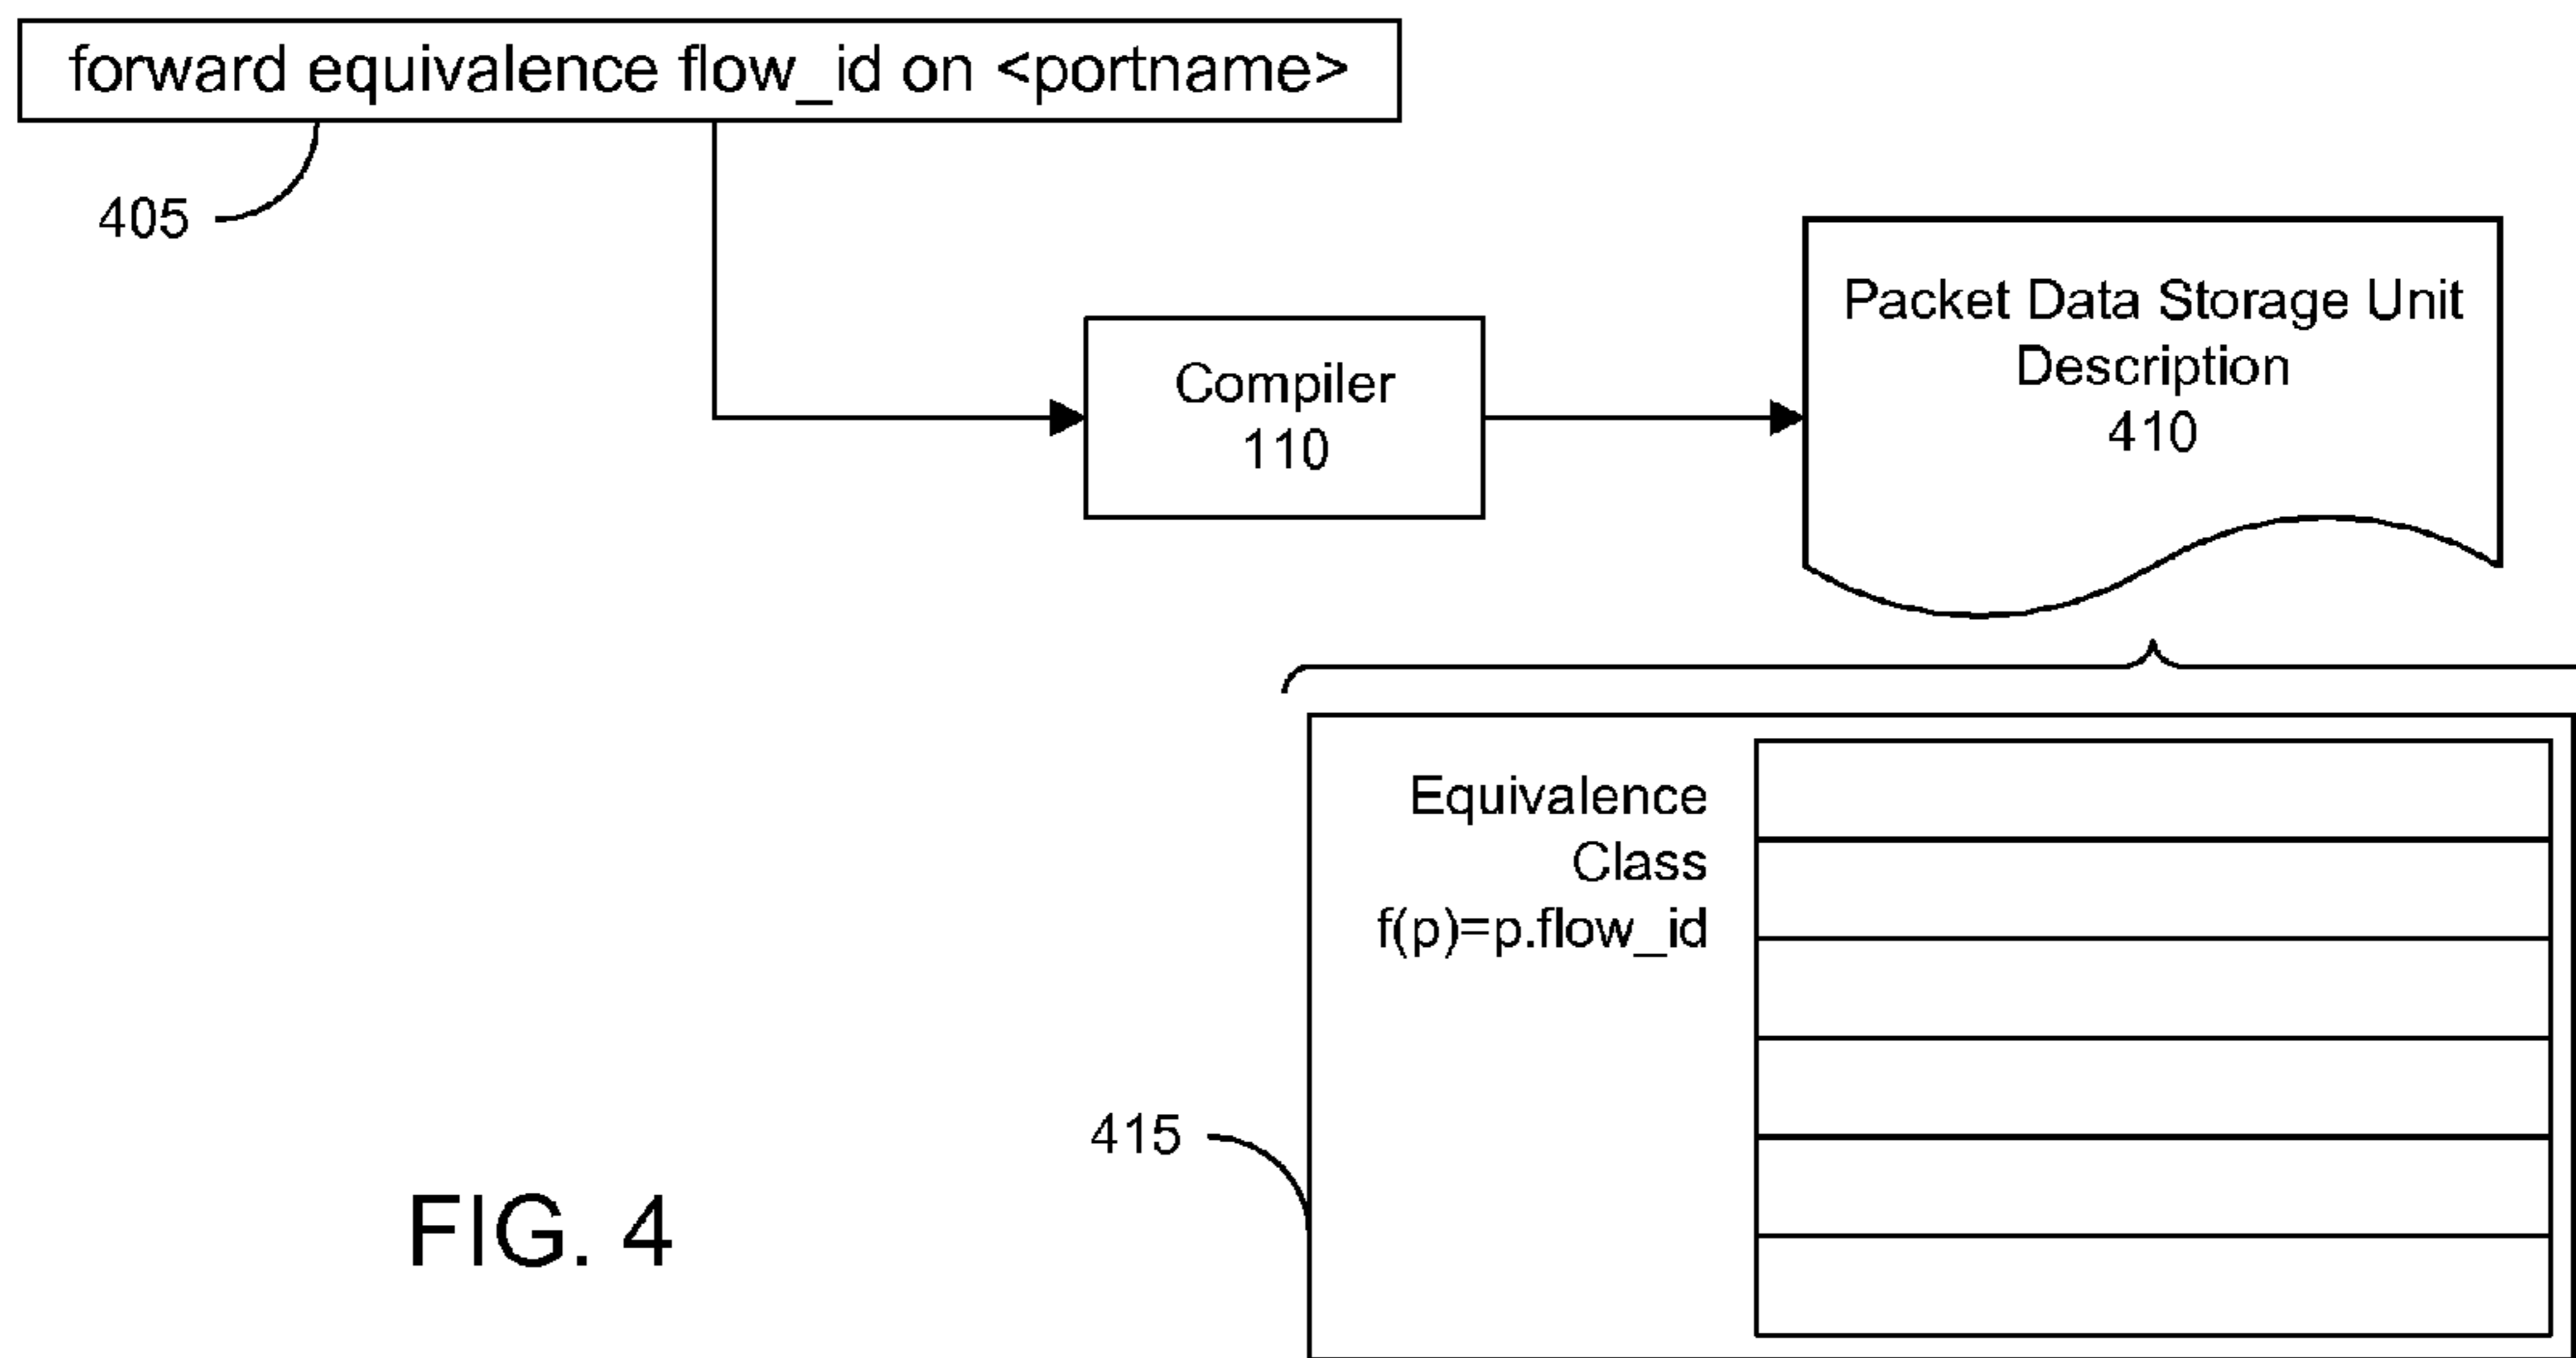 forward equivalence flow_id on <portname>
405
Packet Data Storage Unit
Description
410
Compiler
110
Equivalence
Class
f(p)=p.flow_id
415
FIG. 4